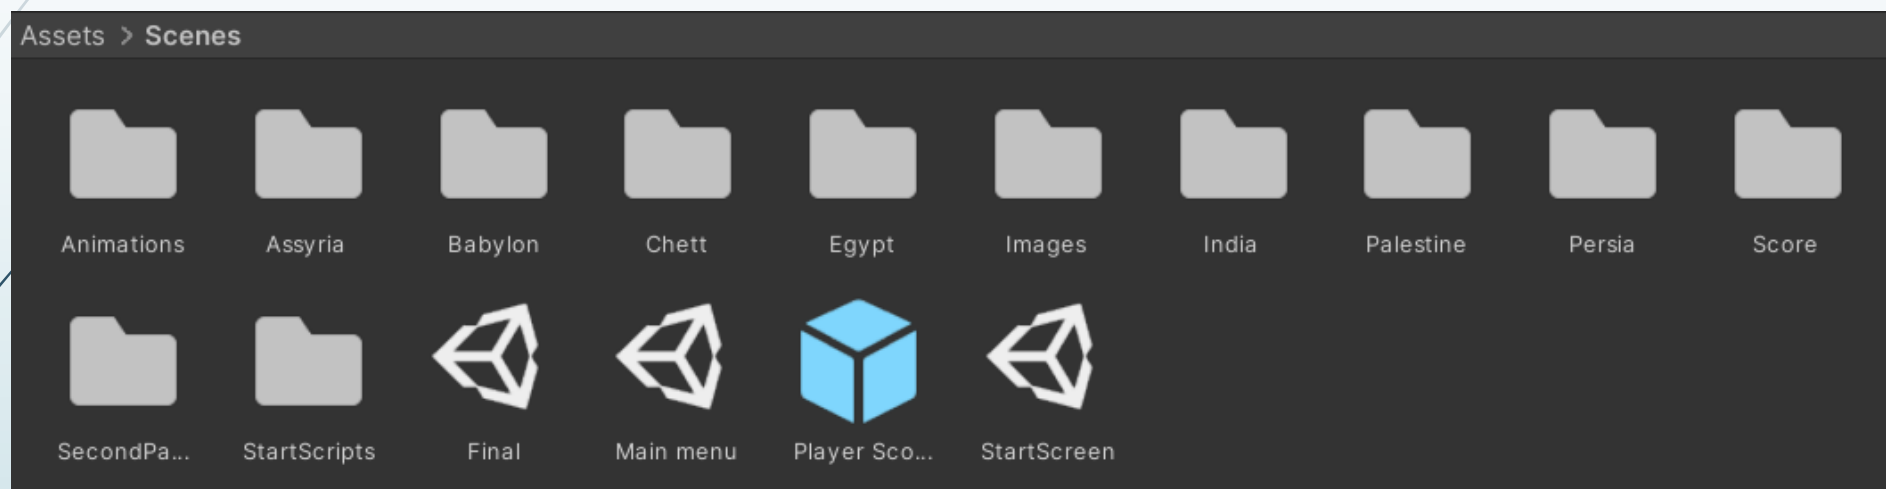 Assets > Scenes
Animations Assyria Babylon Chett Egypt Images India Palestine Persia Score
SecondPa... StartScripts Final Main menu Player Sco... StartScreen